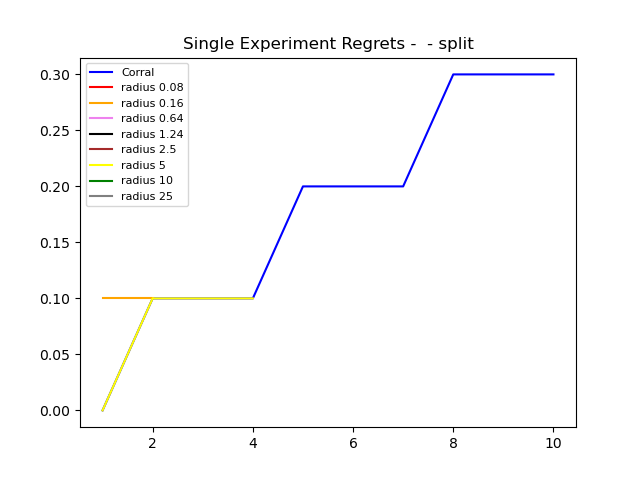 Single Experiment Regrets -  - split
0.30
0.25
0.20
0.15
0.10
0.05
0.00
Corral
radius 0.08
radius 0.16
radius 0.64
radius 1.24
radius 2.5
radius 5
radius 10
radius 25
2
4
6
8
10